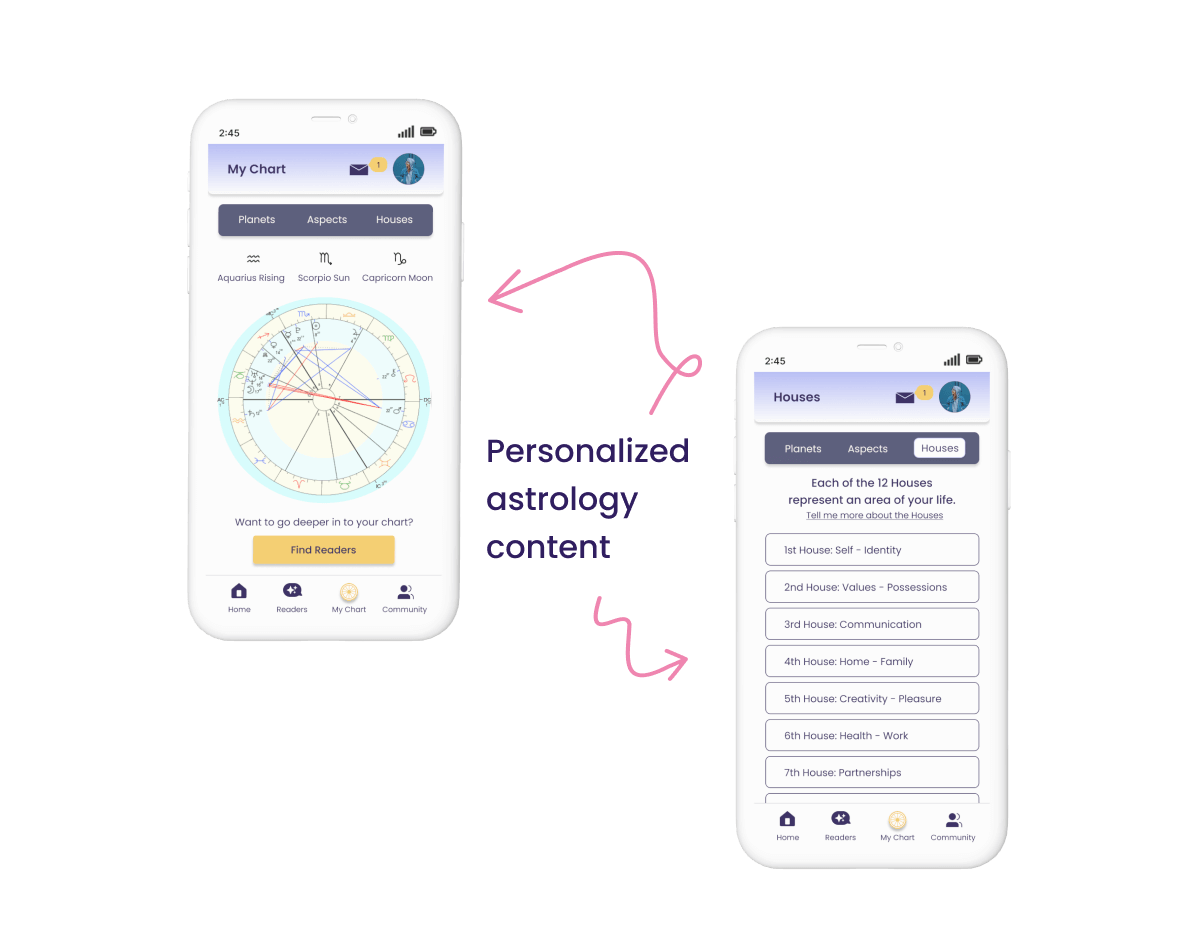 2:45
My Chart
1
Planets Aspects Houses
Aquarius Rising Scorpio Sun Capricorn Moon
Want to go deeper in to your chart?
Find Readers
Home Readers My Chart Community
Personalized
astrology
content
2:45
Houses
1
Planets Aspects Houses
Each of the 12 Houses
represent an area of your life.
Tell me more about the Houses
1st House: Self - Identity
2nd House: Values - Possessions
3rd House: Communication
4th House: Home - Family
5th House: Creativity - Pleasure
6th House: Health - Work
7th House: Partnerships
Home Readers My Chart Community